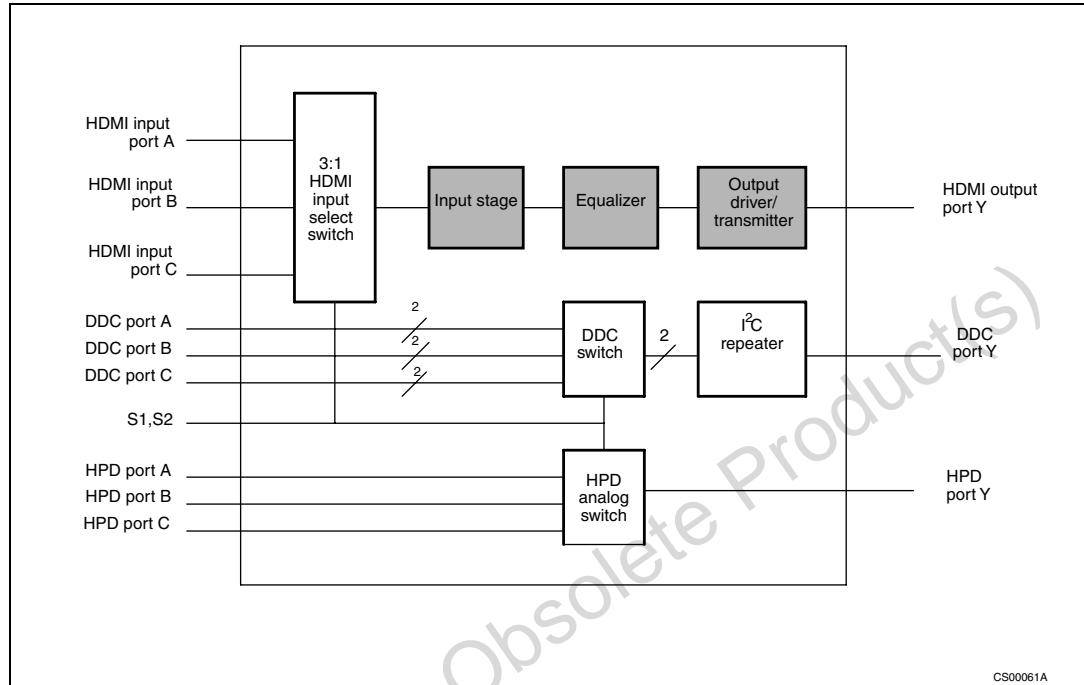 HDMI input
port A
HDMI input
port B
HDMI input
port C
3:1
HDMI
input
select
switch
Input stage
Equalizer
Output
driver/
transmitter
HDMI output
port Y
DDC port A
DDC port B
DDC port C
2
2
2
DDC
switch
2
I²C
repeater
DDC
port Y
S1,S2
HPD port A
HPD port B
HPD port C
HPD
analog
switch
HPD
port Y
Obsolete Product(s)
CS00061A